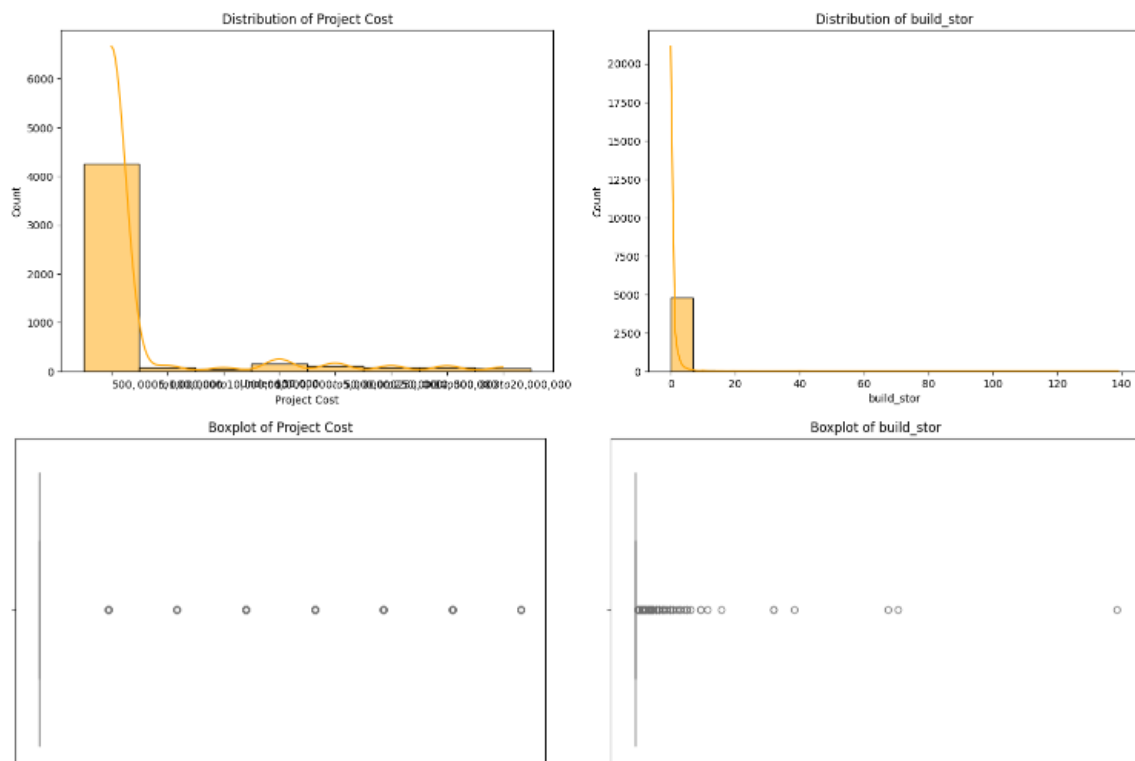 Distribution of Project Cost
6000
5000
4000
3000
2000
1000
0
Count
Project Cost
Distribution of build_stor
20000
17500
15000
12500
10000
7500
5000
2500
0
Count
0 20 40 60 80 100 120 140
build_stor
Boxplot of Project Cost
Boxplot of build_stor